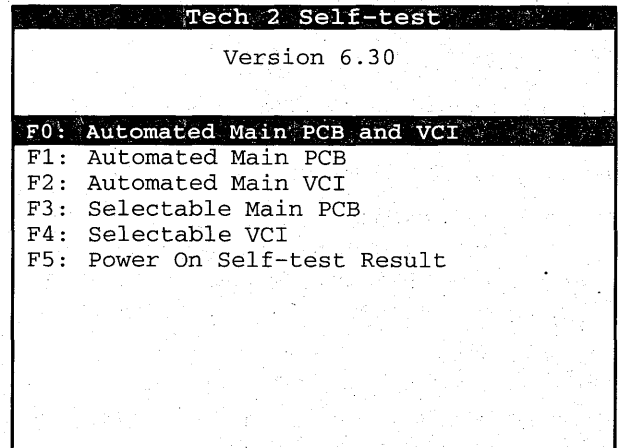 Tech 2 Self-test
Version 6.30
F0: Automated Main PCB and VCI
F1: Automated Main PCB
F2: Automated Main VCI
F3: Selectable Main PCB
F4: Selectable VCI
F5: Power On Self-test Result